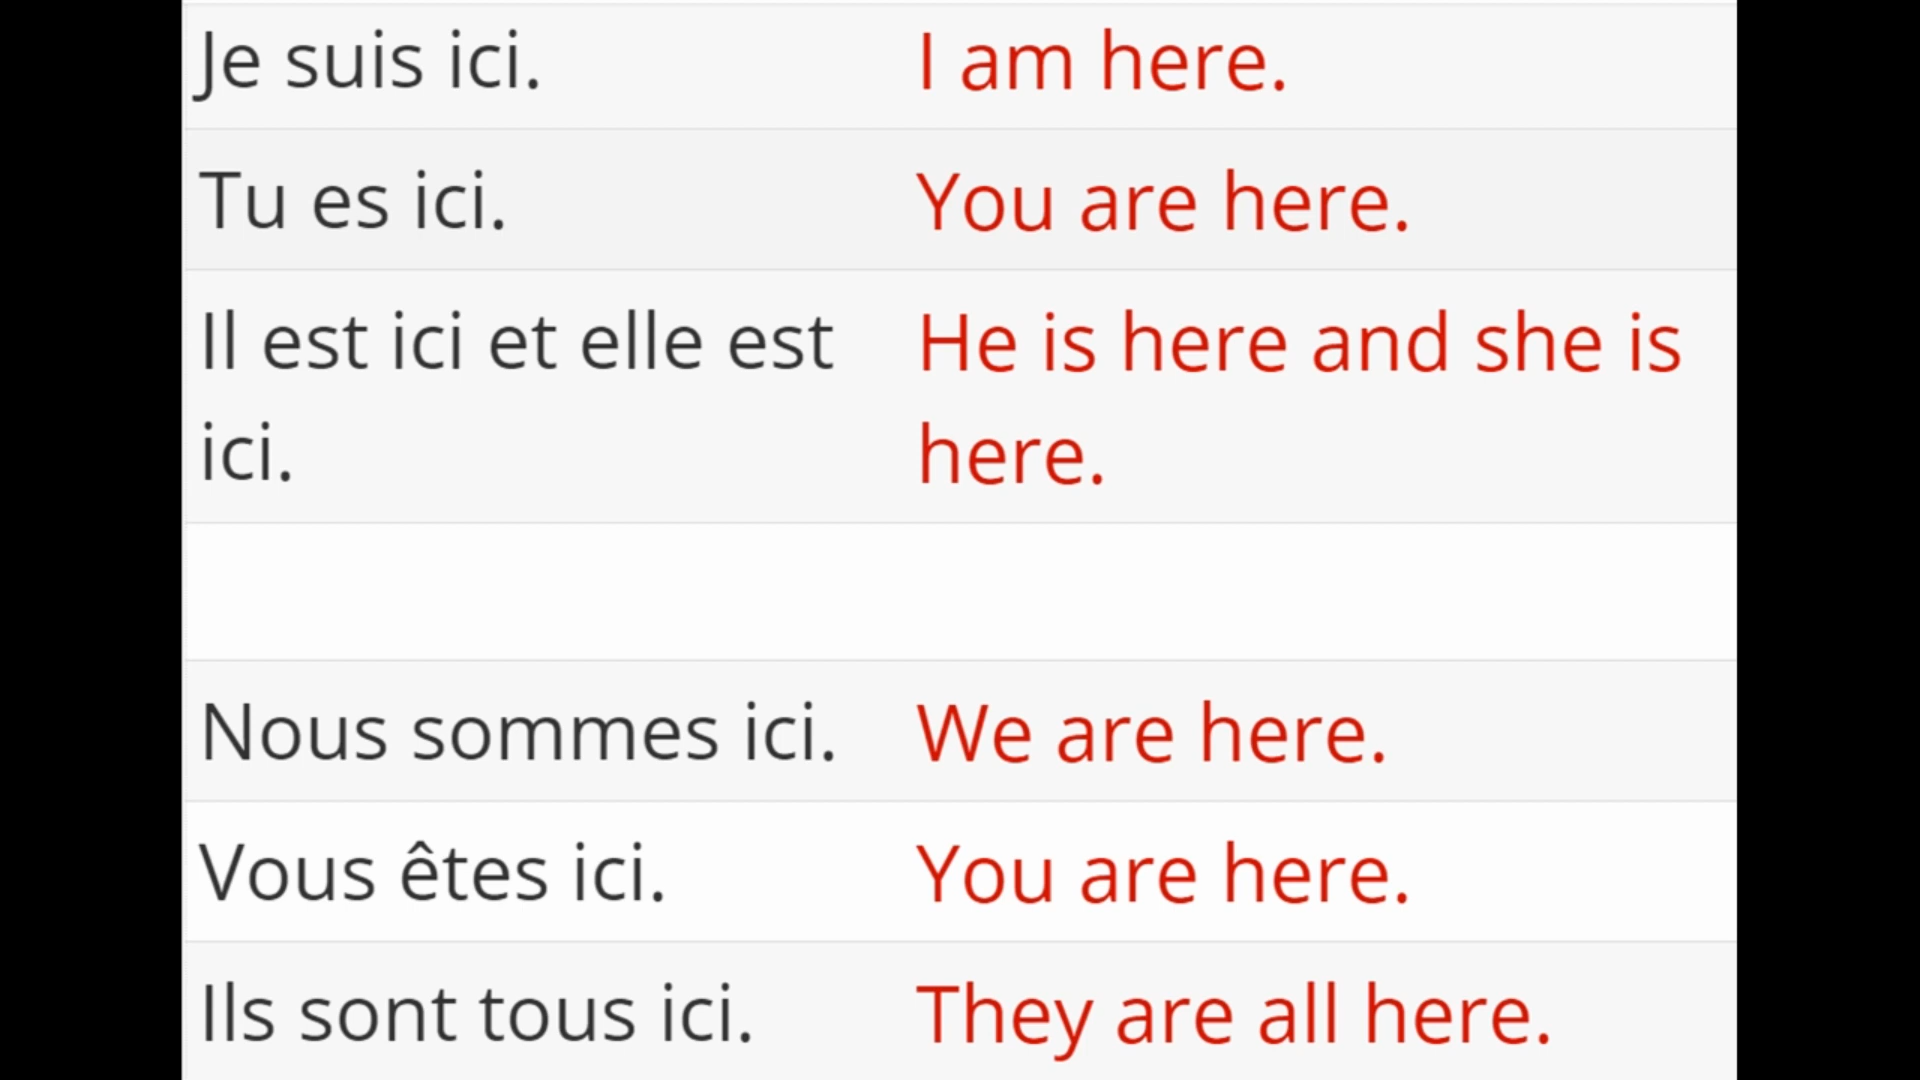 Je suis ici. I am here.
Tu es ici. You are here.
Il est ici et elle est He is here and she is
ici. here.
Nous sommes ici. We are here.
Vous êtes ici. You are here.
Ils sont tous ici. They are all here.